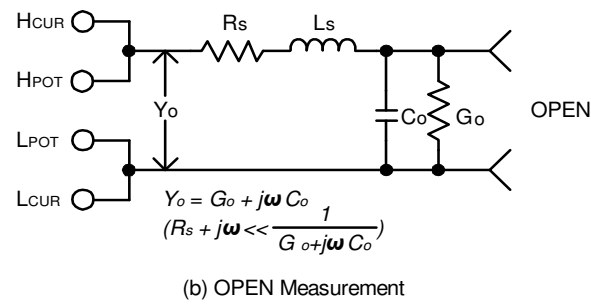 HCUR
Rs
Ls
HPOT
Yo
Co
Go
OPEN
LPOT
LCUR
Yo = Go + jω Co
(Rs + jω << 1 / G o+jω Co)
(b) OPEN Measurement